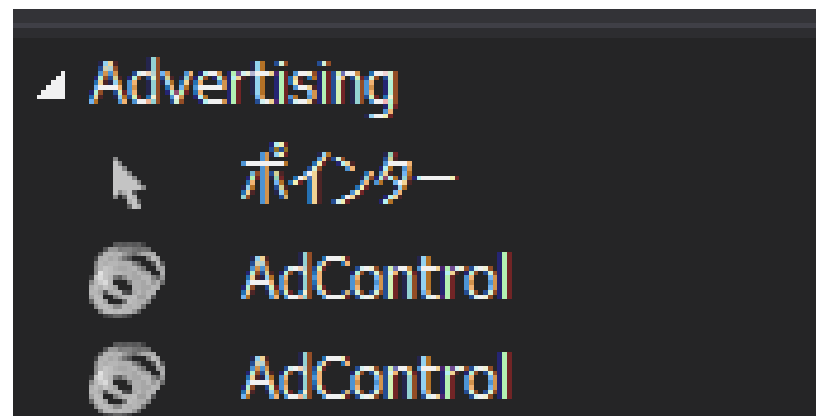 Advertising
ポインター
AdControl
AdControl